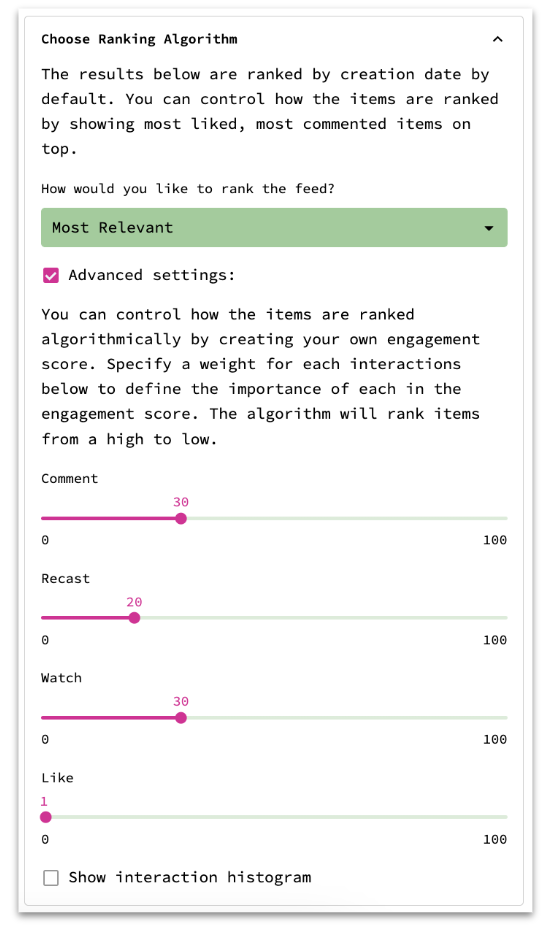 Choose Ranking Algorithm
The results below are ranked by creation date by
default. You can control how the items are ranked
by showing most liked, most commented items on
top.
How would you like to rank the feed?
Most Relevant
Advanced settings:
You can control how the items are ranked
algorithmically by creating your own engagement
score. Specify a weight for each interactions
below to define the importance of each in the
engagement score. The algorithm will rank items
from a high to low.
Comment
30
0 100
Recast
20
0 100
Watch
30
0 100
Like
1
0 100
Show interaction histogram